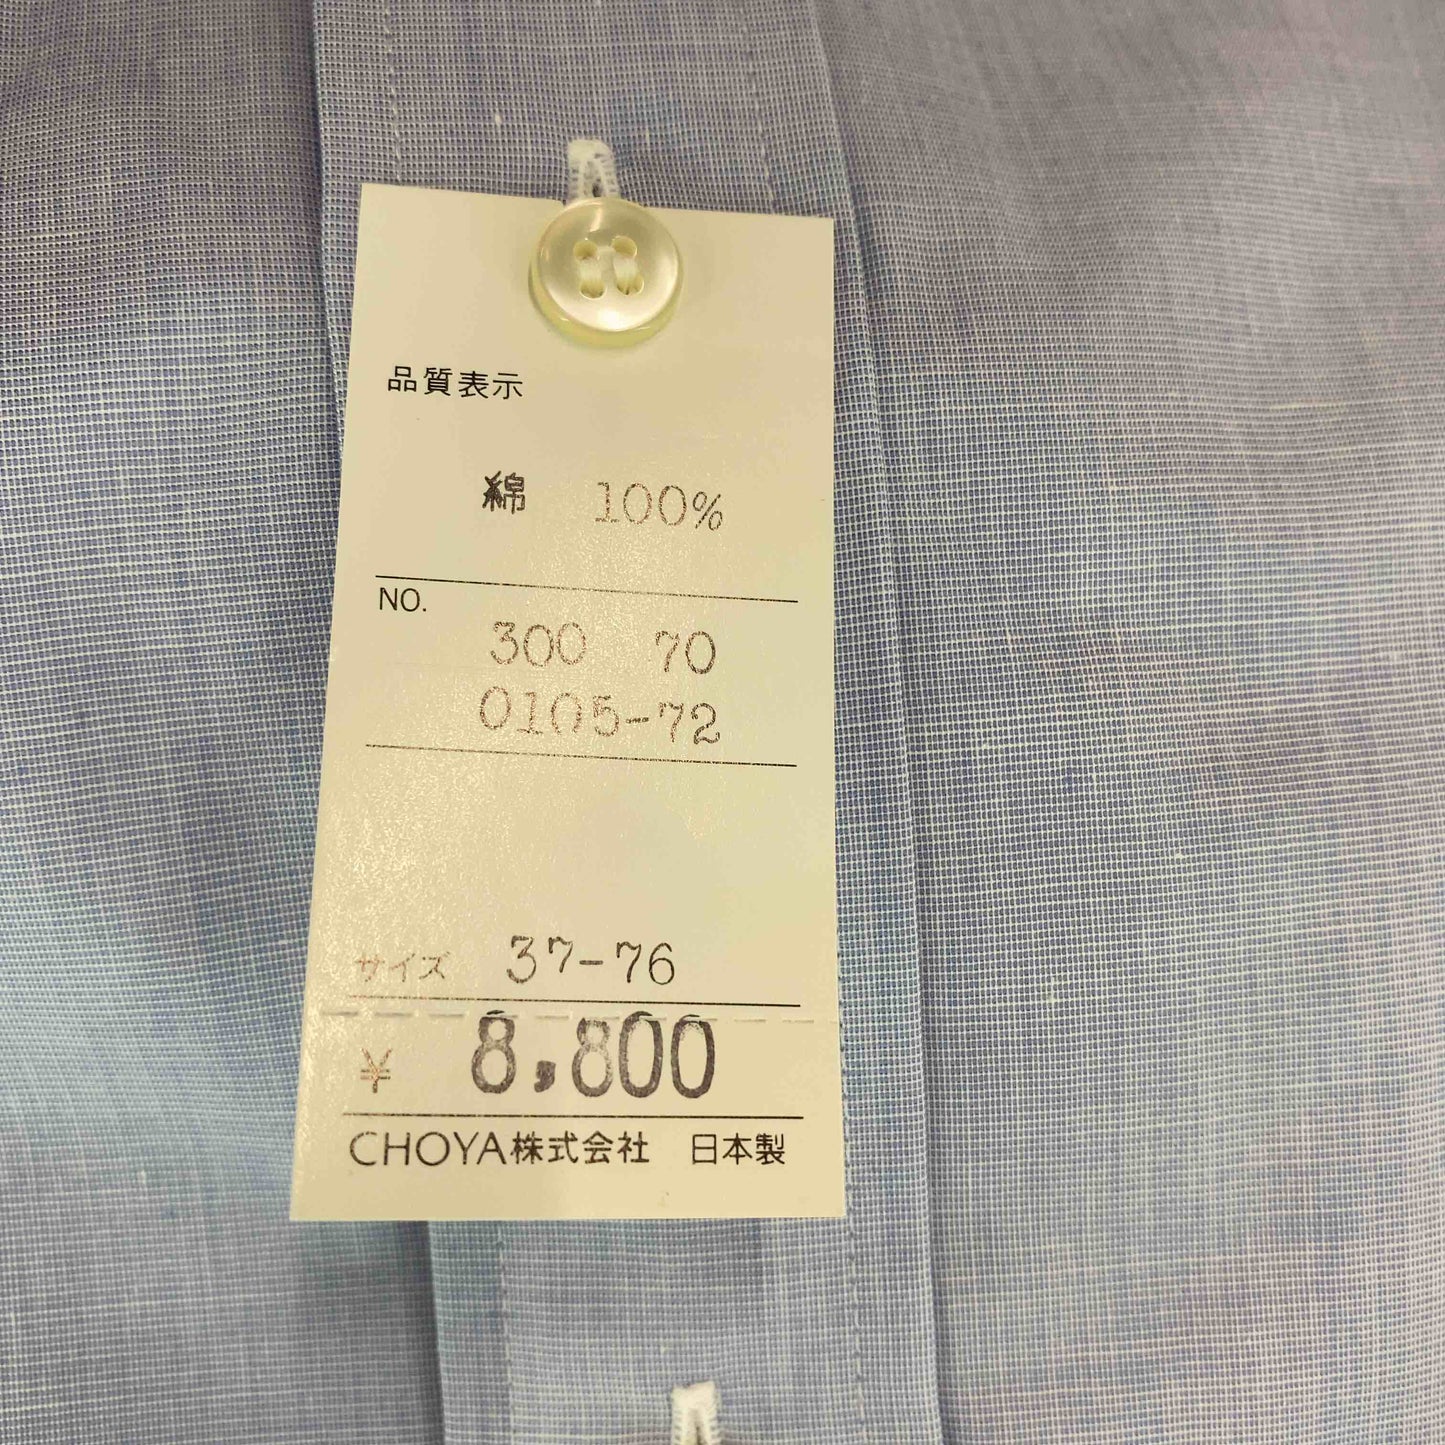 品質表示
綿 100%
NO.
300 70
0105-72
サイズ 37-76
¥ 8,800
CHOYA株式会社 日本製